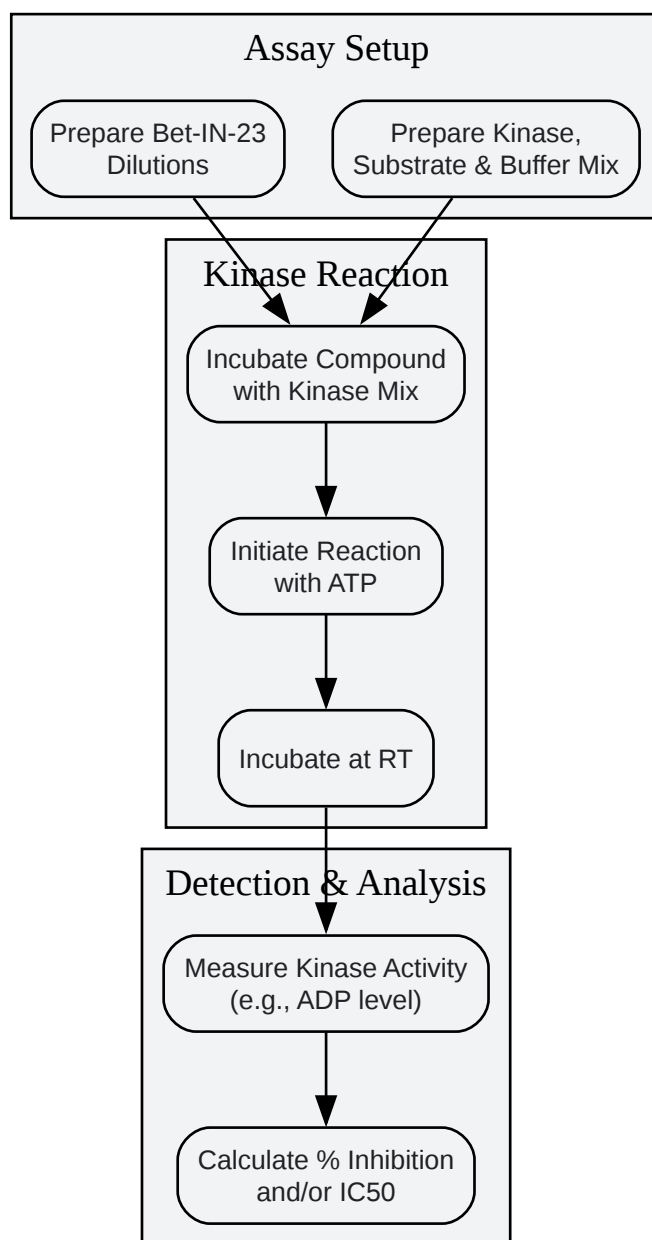 Assay Setup
Prepare Bet-IN-23
Dilutions
Prepare Kinase,
Substrate & Buffer Mix
Kinase Reaction
Incubate Compound
with Kinase Mix
Initiate Reaction
with ATP
Incubate at RT
Detection & Analysis
Measure Kinase Activity
(e.g., ADP level)
Calculate % Inhibition
and/or IC50